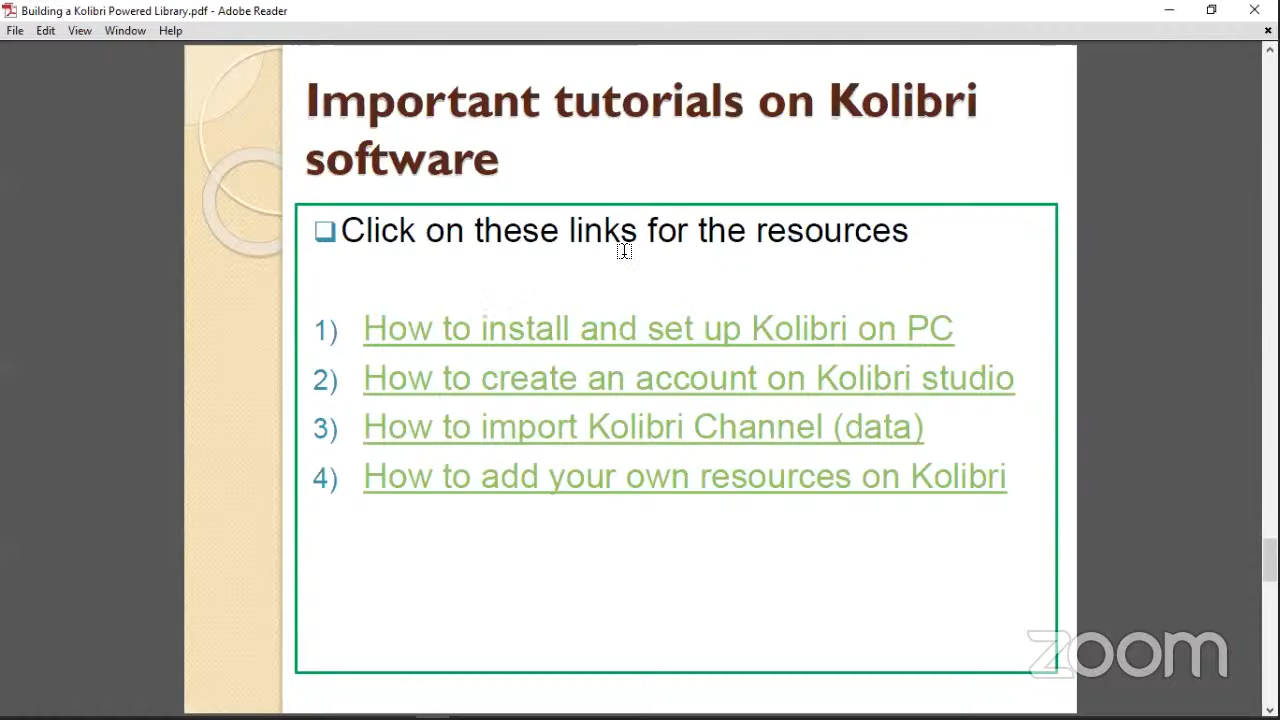 Building a Kolibri Powered Library.pdf - Adobe Reader
File Edit View Window Help
Important tutorials on Kolibri
software
Click on these links for the resources
1) How to install and set up Kolibri on PC
2) How to create an account on Kolibri studio
3) How to import Kolibri Channel (data)
4) How to add your own resources on Kolibri
zoom